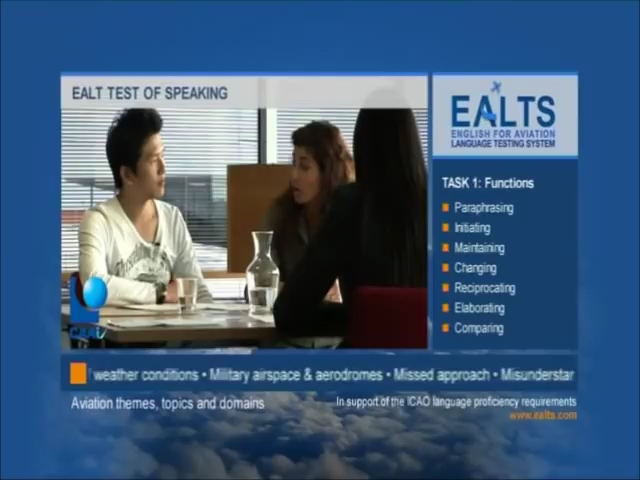 EALT TEST OF SPEAKING
EALTS
ENGLISH FOR AVIATION
LANGUAGE TESTING SYSTEM
TASK 1: Functions
Paraphrasing
Initiating
Maintaining
Changing
Reciprocating
Elaborating
Comparing
weather conditions • Military airspace & aerodromes • Missed approach • Misunderstar
Aviation themes, topics and domains
In support of the ICAO language proficiency requirements
www.ealts.com